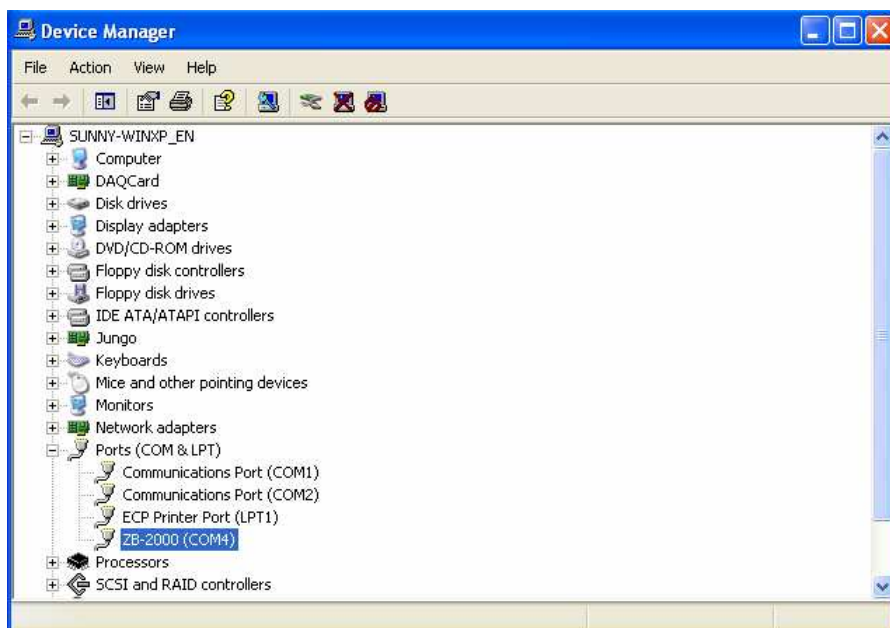 Device Manager
File Action View Help
SUNNY-WINXP_EN
Computer
DAQCard
Disk drives
Display adapters
DVD/CD-ROM drives
Floppy disk controllers
Floppy disk drives
IDE ATA/ATAPI controllers
Jungo
Keyboards
Mice and other pointing devices
Monitors
Network adapters
Ports (COM & LPT)
Communications Port (COM1)
Communications Port (COM2)
ECP Printer Port (LPT1)
ZB-2000 (COM4)
Processors
SCSI and RAID controllers